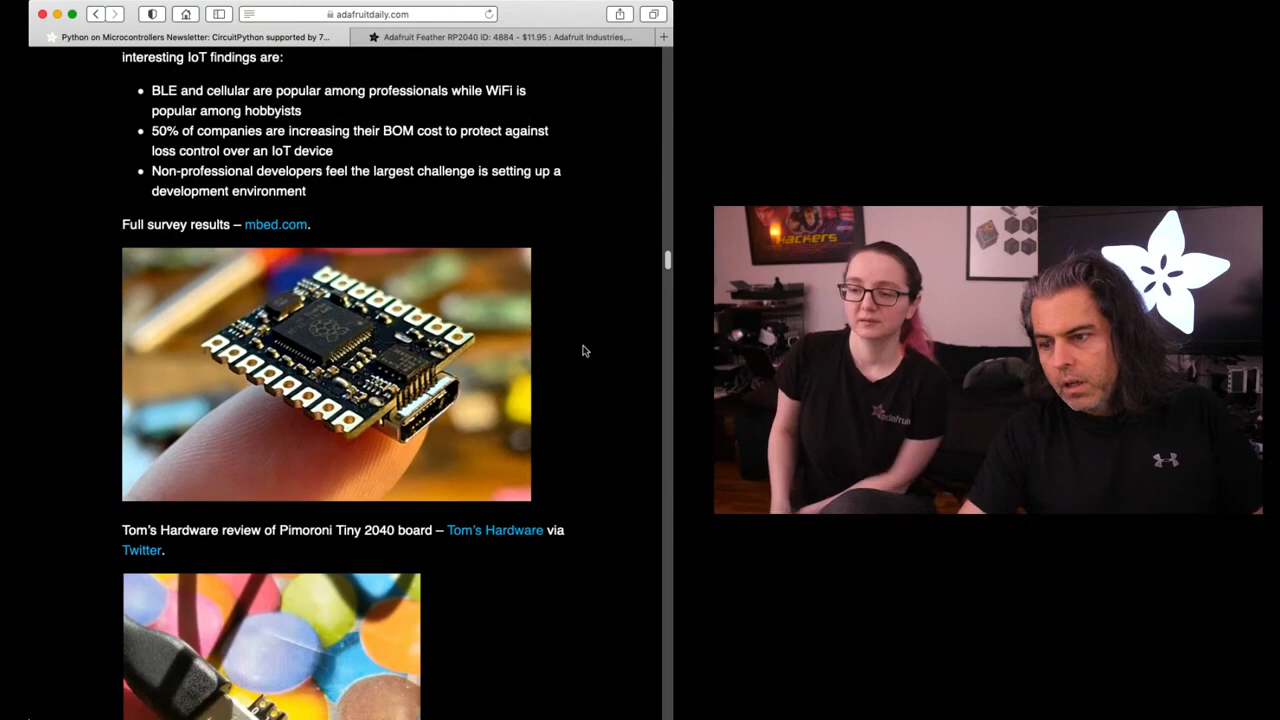 adafruitdaily.com
Python on Microcontrollers Newsletter: CircuitPython supported by 7...
Adafruit Feather RP2040 ID: 4884 - $11.95 : Adafruit Industries,...
interesting IoT findings are:
BLE and cellular are popular among professionals while WiFi is
popular among hobbyists
50% of companies are increasing their BOM cost to protect against
loss control over an IoT device
Non-professional developers feel the largest challenge is setting up a
development environment
Full survey results – mbed.com.
Tom's Hardware review of Pimoroni Tiny 2040 board – Tom's Hardware via
Twitter.
HACKERS
adafruit